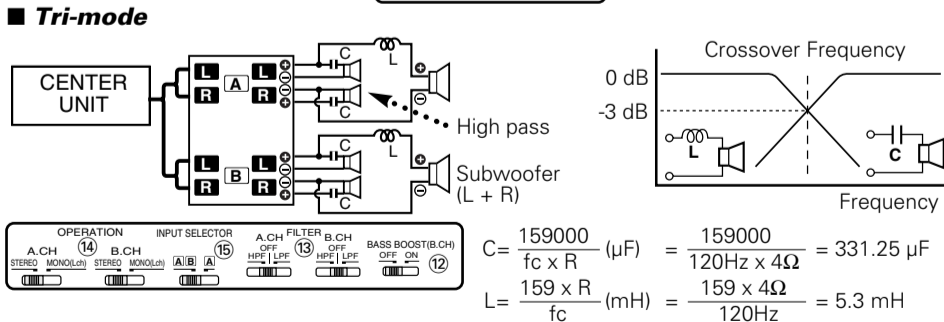 ■ Tri-mode
CENTER
UNIT
L L ⊕
A ⊖
R R ⊖
⊕
L L ⊕
B ⊖
R R ⊖
⊕
C
L
⊕
⊖
C
High pass
C
L
⊕
⊖
C
Subwoofer
(L + R)
Crossover Frequency
0 dB
-3 dB
L
C
Frequency
OPERATION ⑭
A.CH B.CH
STEREO MONO(Lch) STEREO MONO(Lch)
INPUT SELECTOR ⑮
A B A
FILTER ⑬
A.CH B.CH
OFF OFF
HPF LPF HPF LPF
BASS BOOST(B.CH)
OFF ON ⑫
C= 159000 / fc x R (µF) = 159000 / 120Hz x 4Ω = 331.25 µF
L= 159 x R / fc (mH) = 159 x 4Ω / 120Hz = 5.3 mH